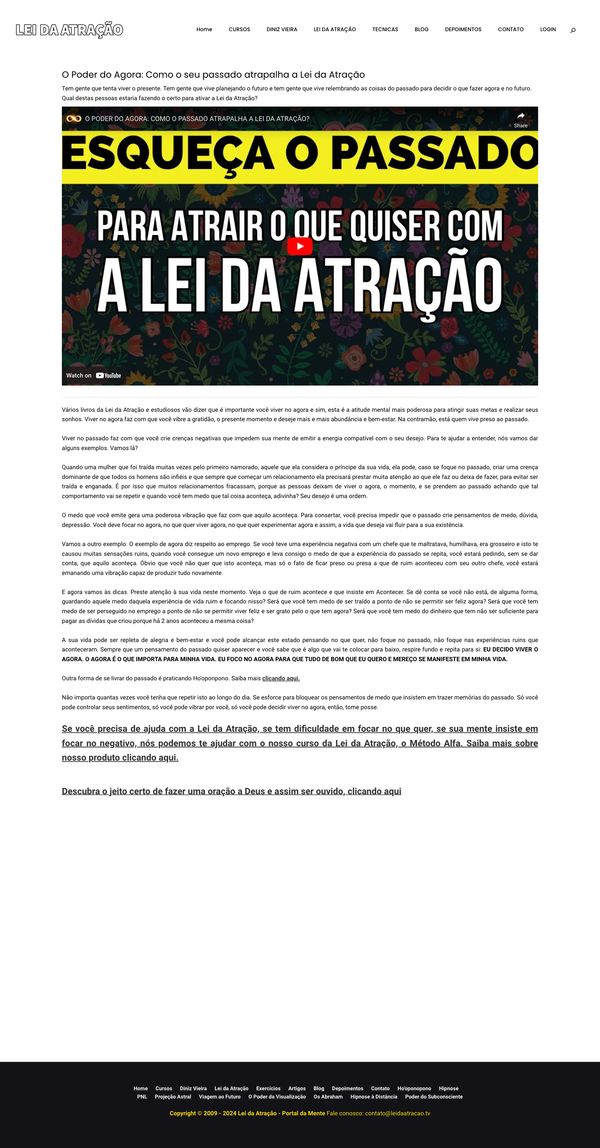 LEI DA ATRAÇÃO
Home CURSOS DINIZ VIEIRA LEI DA ATRAÇÃO TECNICAS BLOG DEPOIMENTOS CONTATO LOGIN
O Poder do Agora: Como o seu passado atrapalha a Lei da Atração
Tem gente que tenta viver o presente. Tem gente que vive planejando o futuro e tem gente que vive relembrando as coisas do passado para decidir o que fazer agora e no futuro.
Qual destas pessoas estaria fazendo o certo para ativar a Lei da Atração?
O PODER DO AGORA: COMO O PASSADO ATRAPALHA A LEI DA ATRAÇÃO?
Share
ESQUEÇA O PASSADO
PARA ATRAIR O QUE QUISER COM
A LEI DA ATRAÇÃO
Watch on YouTube
Vários livros da Lei da Atração e estudiosos vão dizer que é importante você viver no agora e sim, esta é a atitude mental mais poderosa para atingir suas metas e realizar seus
sonhos. Viver no agora faz com que você vibre a gratidão, o presente momento e deseje mais e mais abundância e bem-estar. Na contramão, está quem vive preso ao passado.
Viver no passado faz com que você crie crenças negativas que impedem sua mente de emitir a energia compatível com o seu desejo. Para te ajudar a entender, nós vamos dar
alguns exemplos. Vamos lá?
Quando uma mulher que foi traída muitas vezes pelo primeiro namorado, aquele que ela considera o príncipe da sua vida, ela pode, caso se foque no passado, criar uma crença
dominante de que todos os homens são infiéis e que sempre que começar um relacionamento ela precisará prestar muita atenção ao que ele faz ou deixa de fazer, para evitar ser
traída e enganada. É por isso que muitos relacionamentos fracassam, porque as pessoas deixam de viver o agora, o momento, e se prendem ao passado achando que tal
comportamento vai se repetir e quando você tem medo que tal coisa aconteça, adivinha? Seu desejo é uma ordem.
O medo que você emite gera uma poderosa vibração que faz com que aquilo aconteça. Para consertar, você precisa impedir que o passado crie pensamentos de medo, dúvida,
depressão. Você deve focar no agora, no que quer viver agora, no que quer experimentar agora e assim, a vida que deseja vai fluir para a sua existência.
Vamos a outro exemplo. O exemplo de agora diz respeito ao emprego. Se você teve uma experiência negativa com um chefe que te maltratava, humilhava, era grosseiro e isto te
causou muitas sensações ruins, quando você consegue um novo emprego e leva consigo o medo de que a experiência do passado se repita, você estará pedindo, sem se dar
conta, que aquilo aconteça. Óbvio que você não quer que isto aconteça, mas só o fato de ficar preso ou presa a que de ruim aconteceu com seu outro chefe, você estará
emanando uma vibração capaz de produzir tudo novamente.
E agora vamos às dicas. Preste atenção à sua vida neste momento. Veja o que de ruim acontece e que insiste em Acontecer. Se dê conta se você não está, de alguma forma,
guardando aquele medo daquela experiência de vida ruim e focando nisso? Será que você tem medo de ser traído a ponto de não se permitir ser feliz agora? Será que você tem
medo de ser perseguido no emprego a ponto de não se permitir viver feliz e ser grato pelo o que tem agora? Será que você tem medo do dinheiro que tem não ser suficiente para
pagar as dívidas que criou porque há 2 anos aconteceu a mesma coisa?
A sua vida pode ser repleta de alegria e bem-estar e você pode alcançar este estado pensando no que quer, não foque no passado, não foque nas experiências ruins que
aconteceram. Sempre que um pensamento do passado quiser aparecer e você sabe que é algo que vai te colocar para baixo, respire fundo e repita para si: EU DECIDO VIVER O
AGORA. O AGORA É O QUE IMPORTA PARA MINHA VIDA. EU FOCO NO AGORA PARA QUE TUDO DE BOM QUE EU QUERO E MEREÇO SE MANIFESTE EM MINHA VIDA.
Outra forma de se livrar do passado é praticando Ho'oponopono. Saiba mais clicando aqui.
Não importa quantas vezes você tenha que repetir isto ao longo do dia. Se esforce para bloquear os pensamentos de medo que insistem em trazer memórias do passado. Só você
pode controlar seus sentimentos, só você pode vibrar por você, só você pode decidir viver no agora, então, tome posse.
Se você precisa de ajuda com a Lei da Atração, se tem dificuldade em focar no que quer, se sua mente insiste em
focar no negativo, nós podemos te ajudar com o nosso curso da Lei da Atração, o Método Alfa. Saiba mais sobre
nosso produto clicando aqui.
Descubra o jeito certo de fazer uma oração a Deus e assim ser ouvido, clicando aqui
Home Cursos Diniz Vieira Lei da Atração Exercícios Artigos Blog Depoimentos Contato Ho'oponopono Hipnose
PNL Projeção Astral Viagem ao Futuro O Poder da Visualização Os Abraham Hipnose à Distância Poder do Subconsciente
Copyright © 2009 - 2024 Lei da Atração - Portal da Mente Fale conosco: contato@leidaatracao.tv